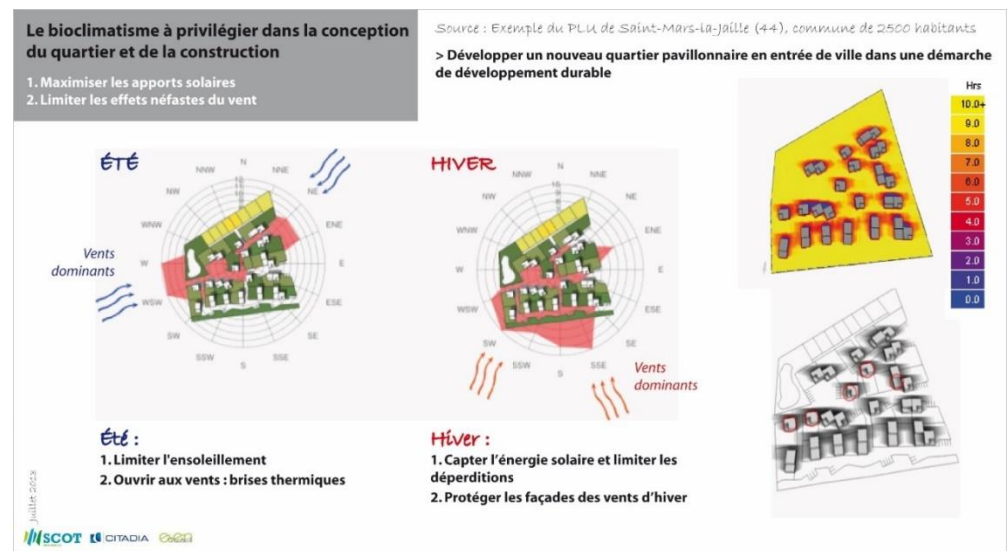 Le bioclimatisme à privilégier dans la conception
du quartier et de la construction
1. Maximiser les apports solaires
2. Limiter les effets néfastes du vent
Source : Exemple du PLU de Saint-Mars-la-Jaille (44), commune de 2500 habitants
> Développer un nouveau quartier pavillonnaire en entrée de ville dans une démarche
de développement durable
ÉTÉ
N
NNE
NE
ENE
E
ESE
SE
SSE
S
SSW
SW
WSW
W
WNW
NW
NNW
Vents
dominants
HIVER
N
NNE
NE
ENE
E
ESE
SE
SSE
S
SSW
SW
WSW
W
WNW
NW
NNW
Vents
dominants
Hrs
10.0+
9.0
8.0
7.0
6.0
5.0
4.0
3.0
2.0
1.0
0.0
Été :
1. Limiter l'ensoleillement
2. Ouvrir aux vents : brises thermiques
Hiver :
1. Capter l'énergie solaire et limiter les
déperditions
2. Protéger les façades des vents d'hiver
Juillet 2013
SCOT
CITADIA
even